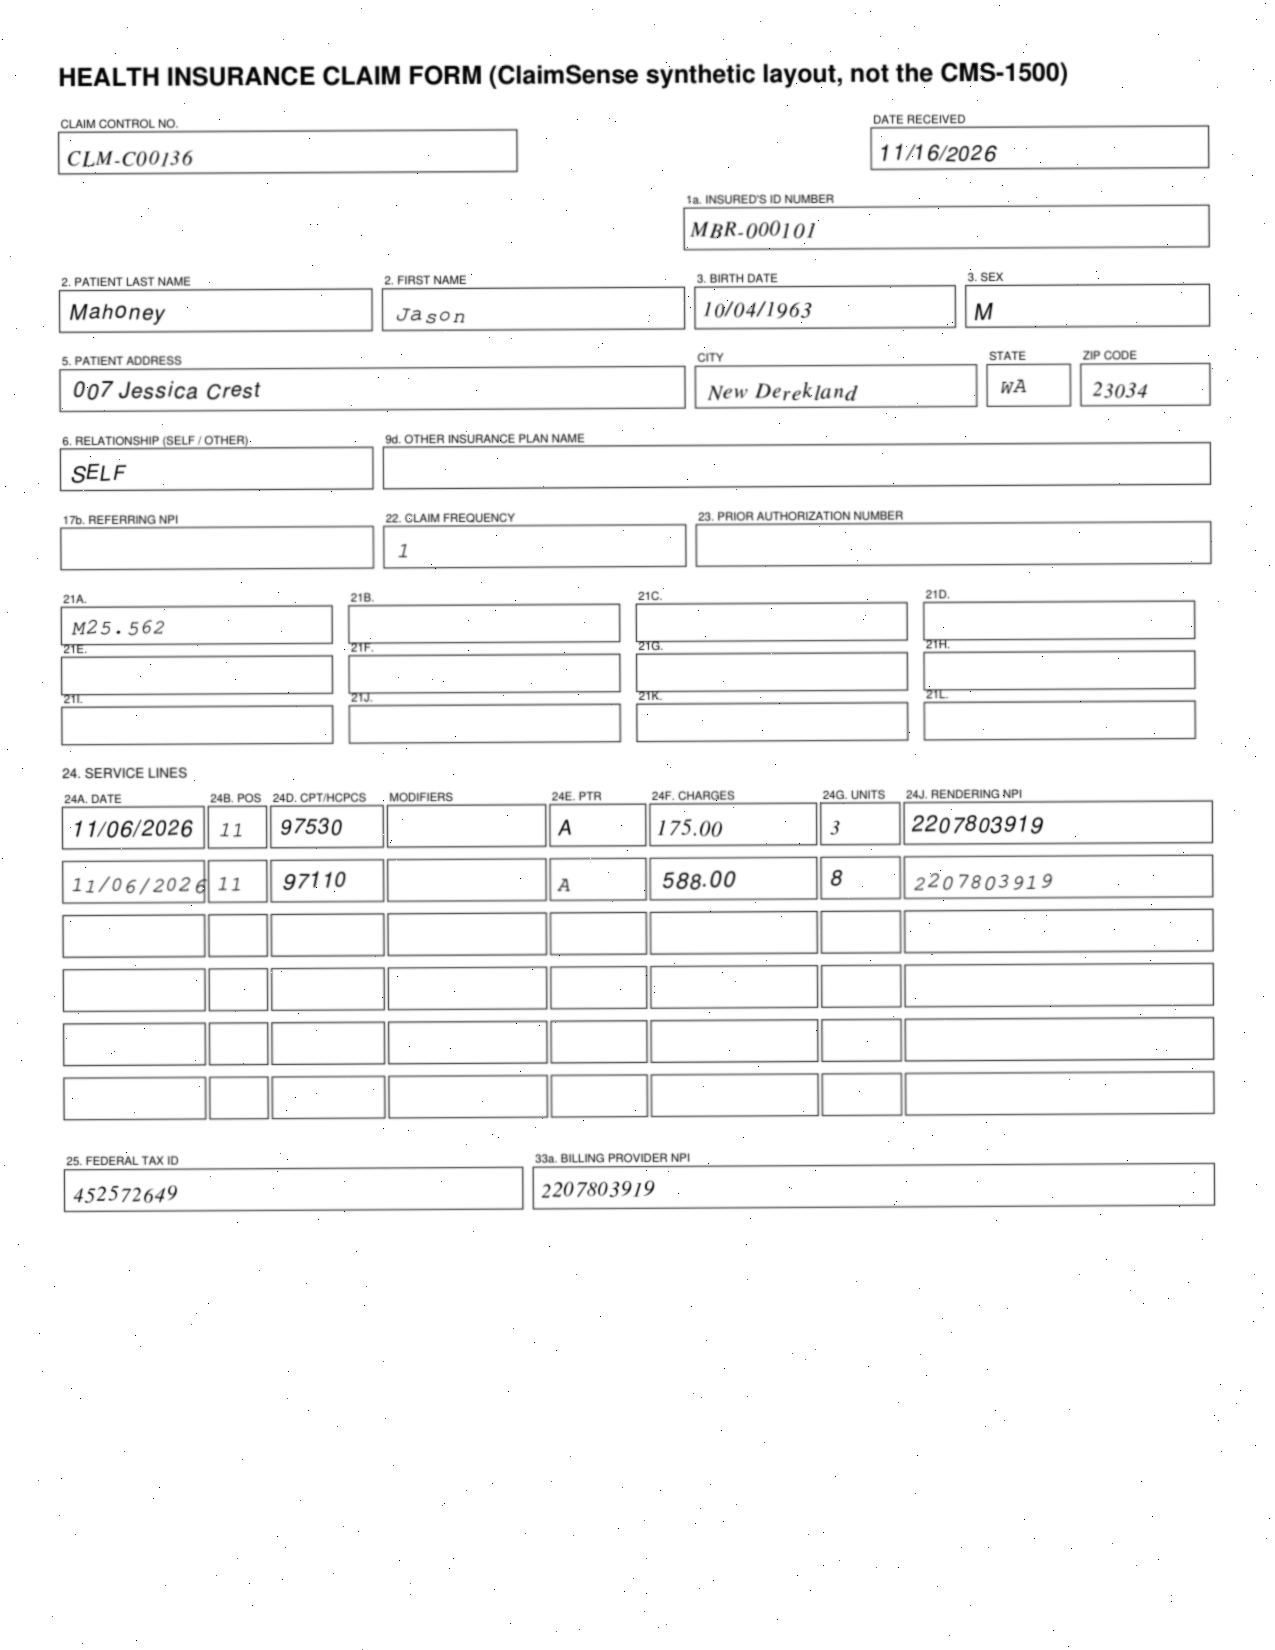 HEALTH INSURANCE CLAIM FORM (ClaimSense synthetic layout, not the CMS-1500)
CLAIM CONTROL NO. DATE RECEIVED
CLM-C00136 11/16/2026
1a. INSURED'S ID NUMBER
MBR-000101
2. PATIENT LAST NAME 2. FIRST NAME 3. BIRTH DATE 3. SEX
Mahoney Jason 10/04/1963 M
5. PATIENT ADDRESS CITY STATE ZIP CODE
007 Jessica Crest New Derekland WA 23034
6. RELATIONSHIP (SELF / OTHER) 9d. OTHER INSURANCE PLAN NAME
SELF
17b. REFERRING NPI 22. CLAIM FREQUENCY 23. PRIOR AUTHORIZATION NUMBER
1
21A. 21B. 21C. 21D.
M25.562
21E. 21F. 21G. 21H.
21I. 21J. 21K. 21L.
24. SERVICE LINES
24A. DATE 24B. POS 24D. CPT/HCPCS MODIFIERS 24E. PTR 24F. CHARGES 24G. UNITS 24J. RENDERING NPI
11/06/2026 11 97530 A 175.00 3 2207803919
11/06/2026 11 97110 A 588.00 8 2207803919
25. FEDERAL TAX ID 33a. BILLING PROVIDER NPI
452572649 2207803919